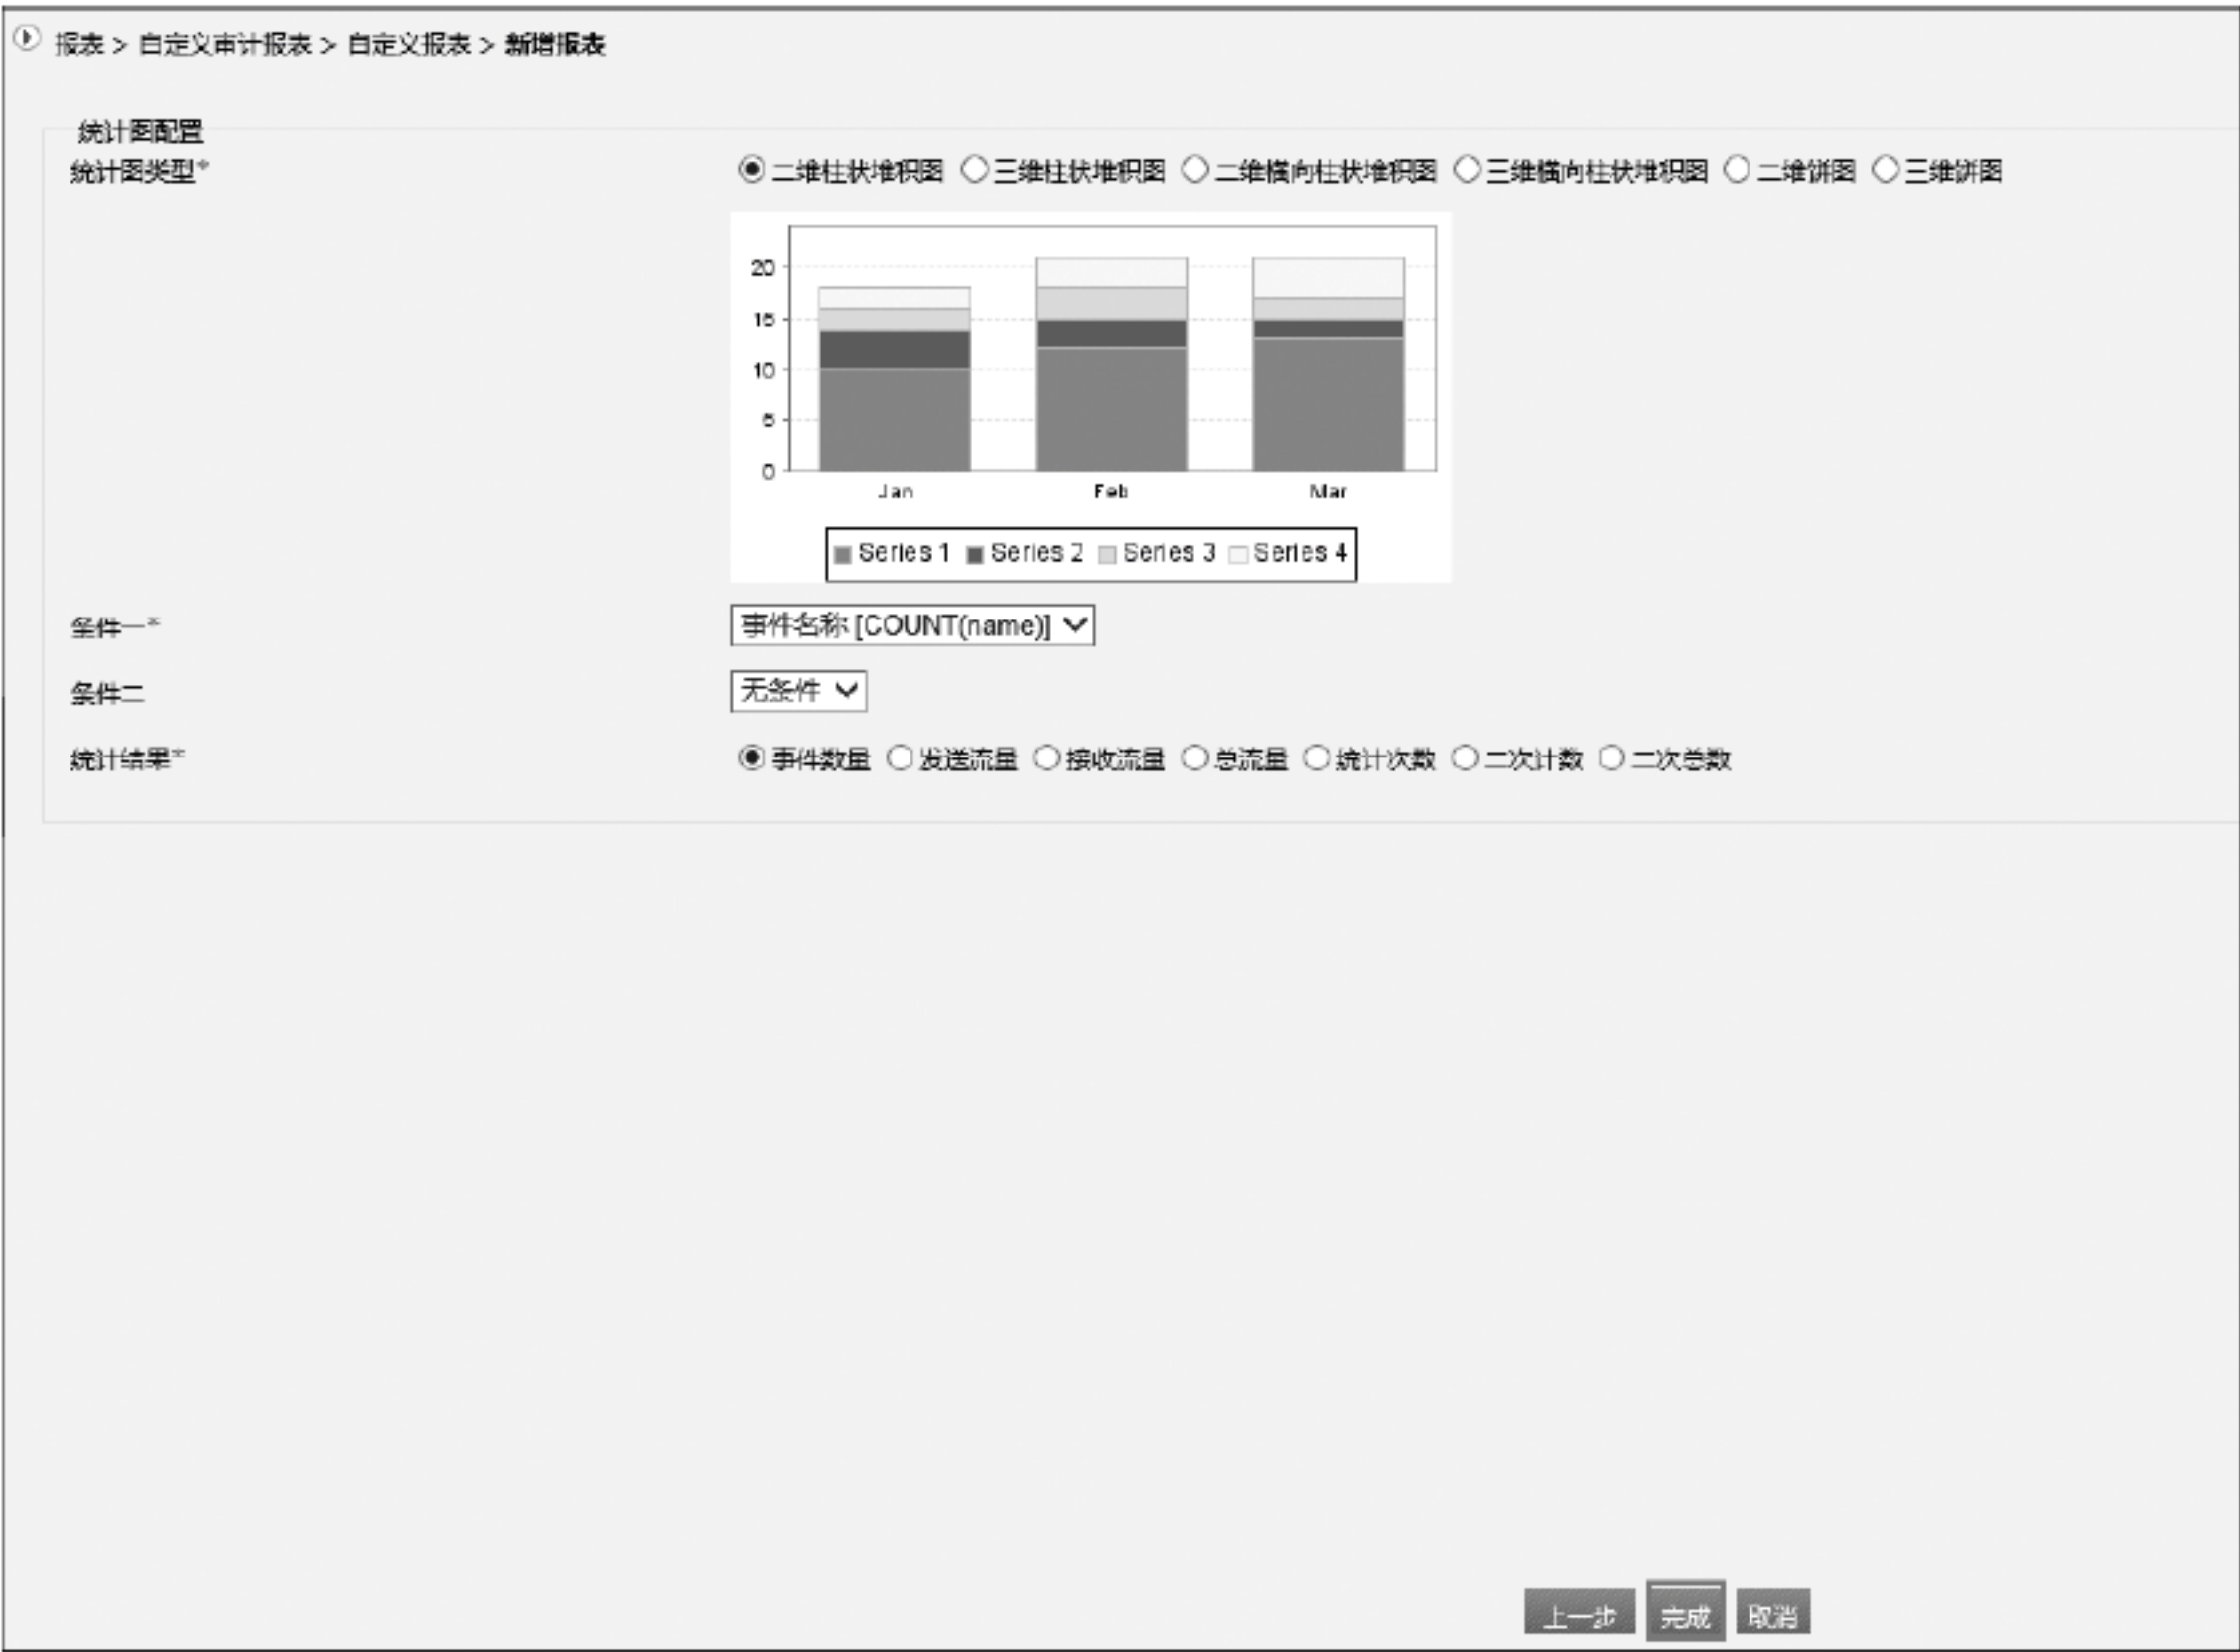 报表 > 自定义审计报表 > 自定义报表 > 新增报表
统计图配置
统计图类型* 二维柱状堆积图 三维柱状堆积图 二维横向柱状堆积图 三维横向柱状堆积图 二维饼图 三维饼图
20
15
10
5
0
Jan Feb Mar
Series 1 Series 2 Series 3 Series 4
条件一* 事件名称 [COUNT(name)]
条件二 无条件
统计结果* 事件数量 发送流量 接收流量 总流量 统计次数 二次计数 二次总数
上一步 完成 取消